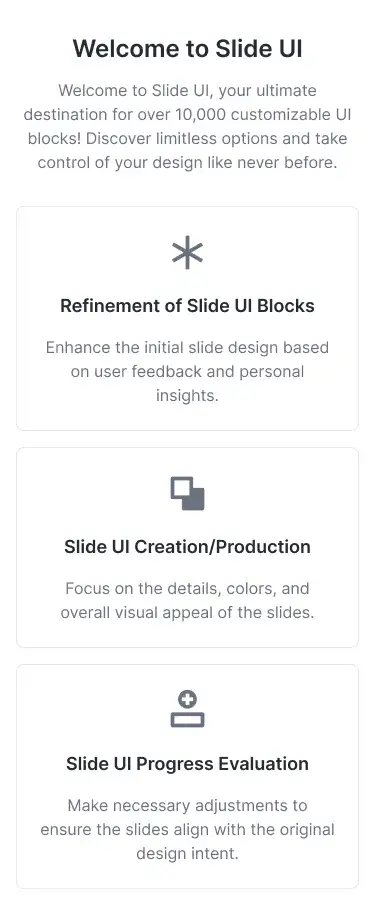 Welcome to Slide UI
Welcome to Slide UI, your ultimate
destination for over 10,000 customizable UI
blocks! Discover limitless options and take
control of your design like never before.
Refinement of Slide UI Blocks
Enhance the initial slide design based
on user feedback and personal
insights.
Slide UI Creation/Production
Focus on the details, colors, and
overall visual appeal of the slides.
Slide UI Progress Evaluation
Make necessary adjustments to
ensure the slides align with the original
design intent.